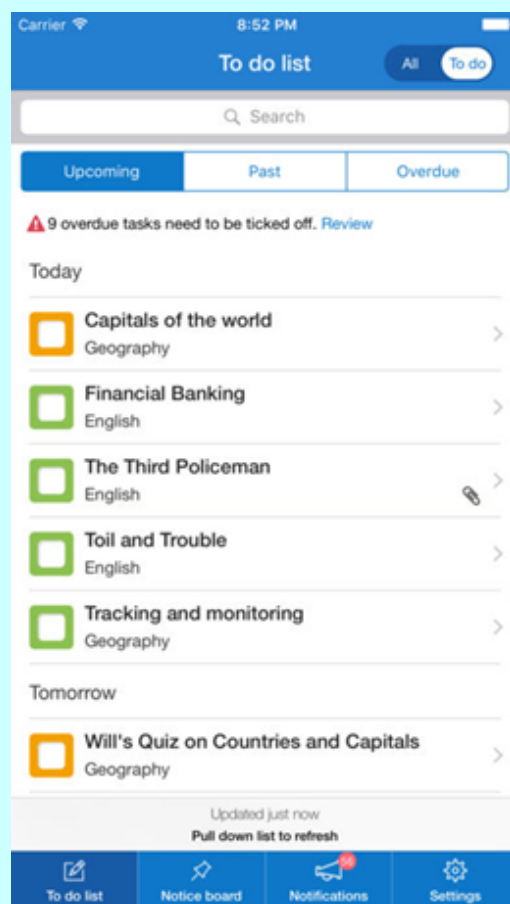 Carrier 8:52 PM
To do list All To do
Search
Upcoming Past Overdue
9 overdue tasks need to be ticked off. Review
Today
Capitals of the world
Geography
Financial Banking
English
The Third Policeman
English
Toil and Trouble
English
Tracking and monitoring
Geography
Tomorrow
Will's Quiz on Countries and Capitals
Geography
Updated just now
Pull down list to refresh
56
To do list Notice board Notifications Settings